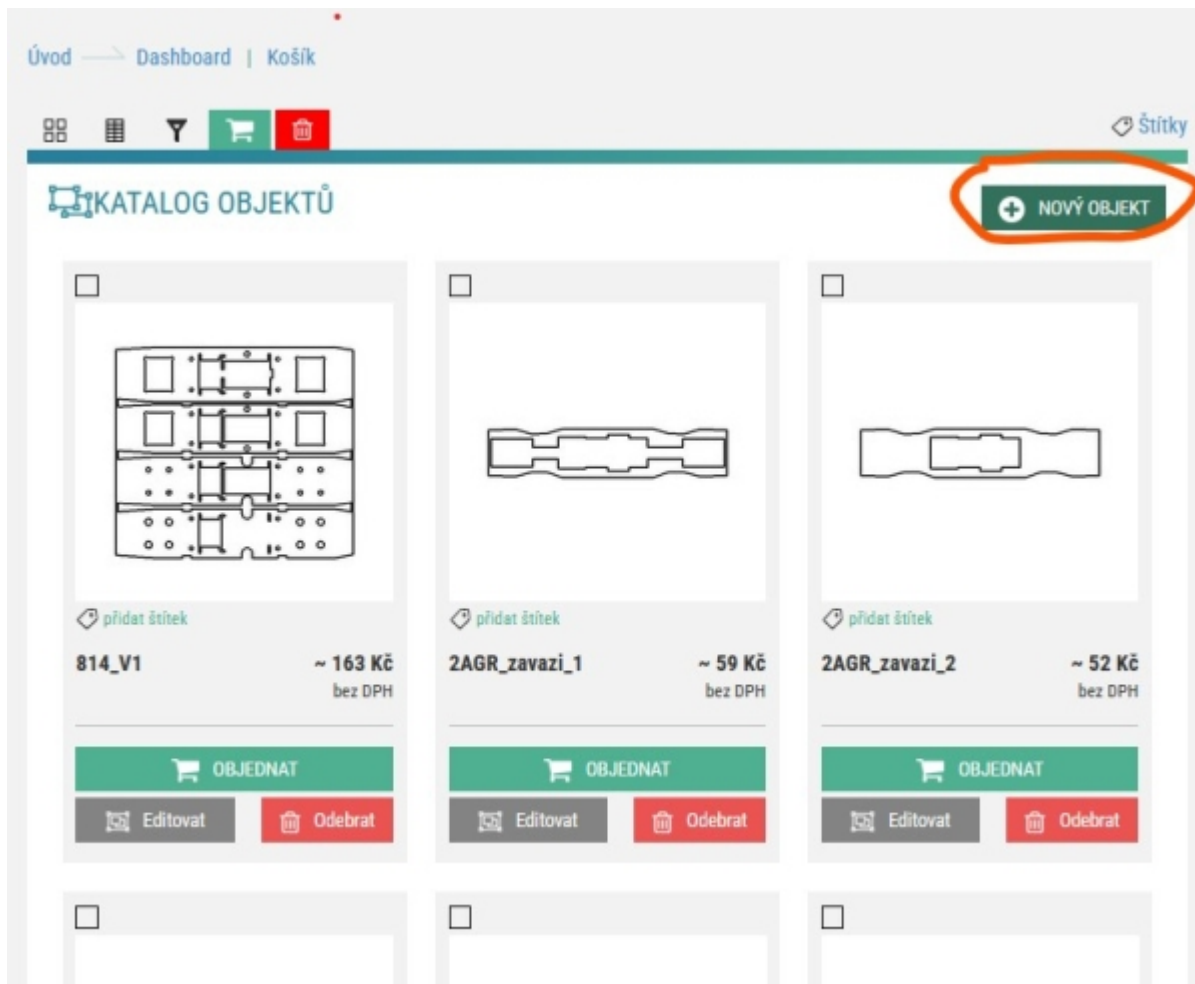 Úvod Dashboard | Košík
Štítky
KATALOG OBJEKTŮ
NOVÝ OBJEKT
přidat štítek
814_V1
~ 163 Kč
bez DPH
OBJEDNAT
Editovat
Odebrat
přidat štítek
2AGR_zavazi_1
~ 59 Kč
bez DPH
OBJEDNAT
Editovat
Odebrat
přidat štítek
2AGR_zavazi_2
~ 52 Kč
bez DPH
OBJEDNAT
Editovat
Odebrat